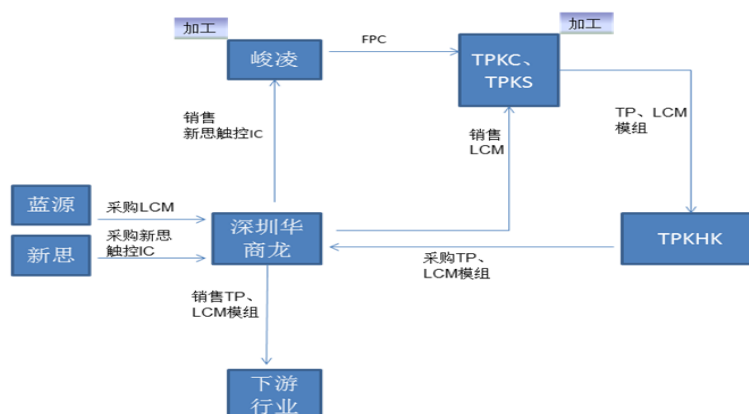 加工
加工
峻凌
FPC
TPKC、
TPKS
销售
新思触控IC
销售
LCM
TP、LCM
模组
蓝源
采购LCM
新思
采购新思
触控IC
深圳华
商龙
采购TP、
LCM模组
TPKHK
销售TP、
LCM模组
下游
行业